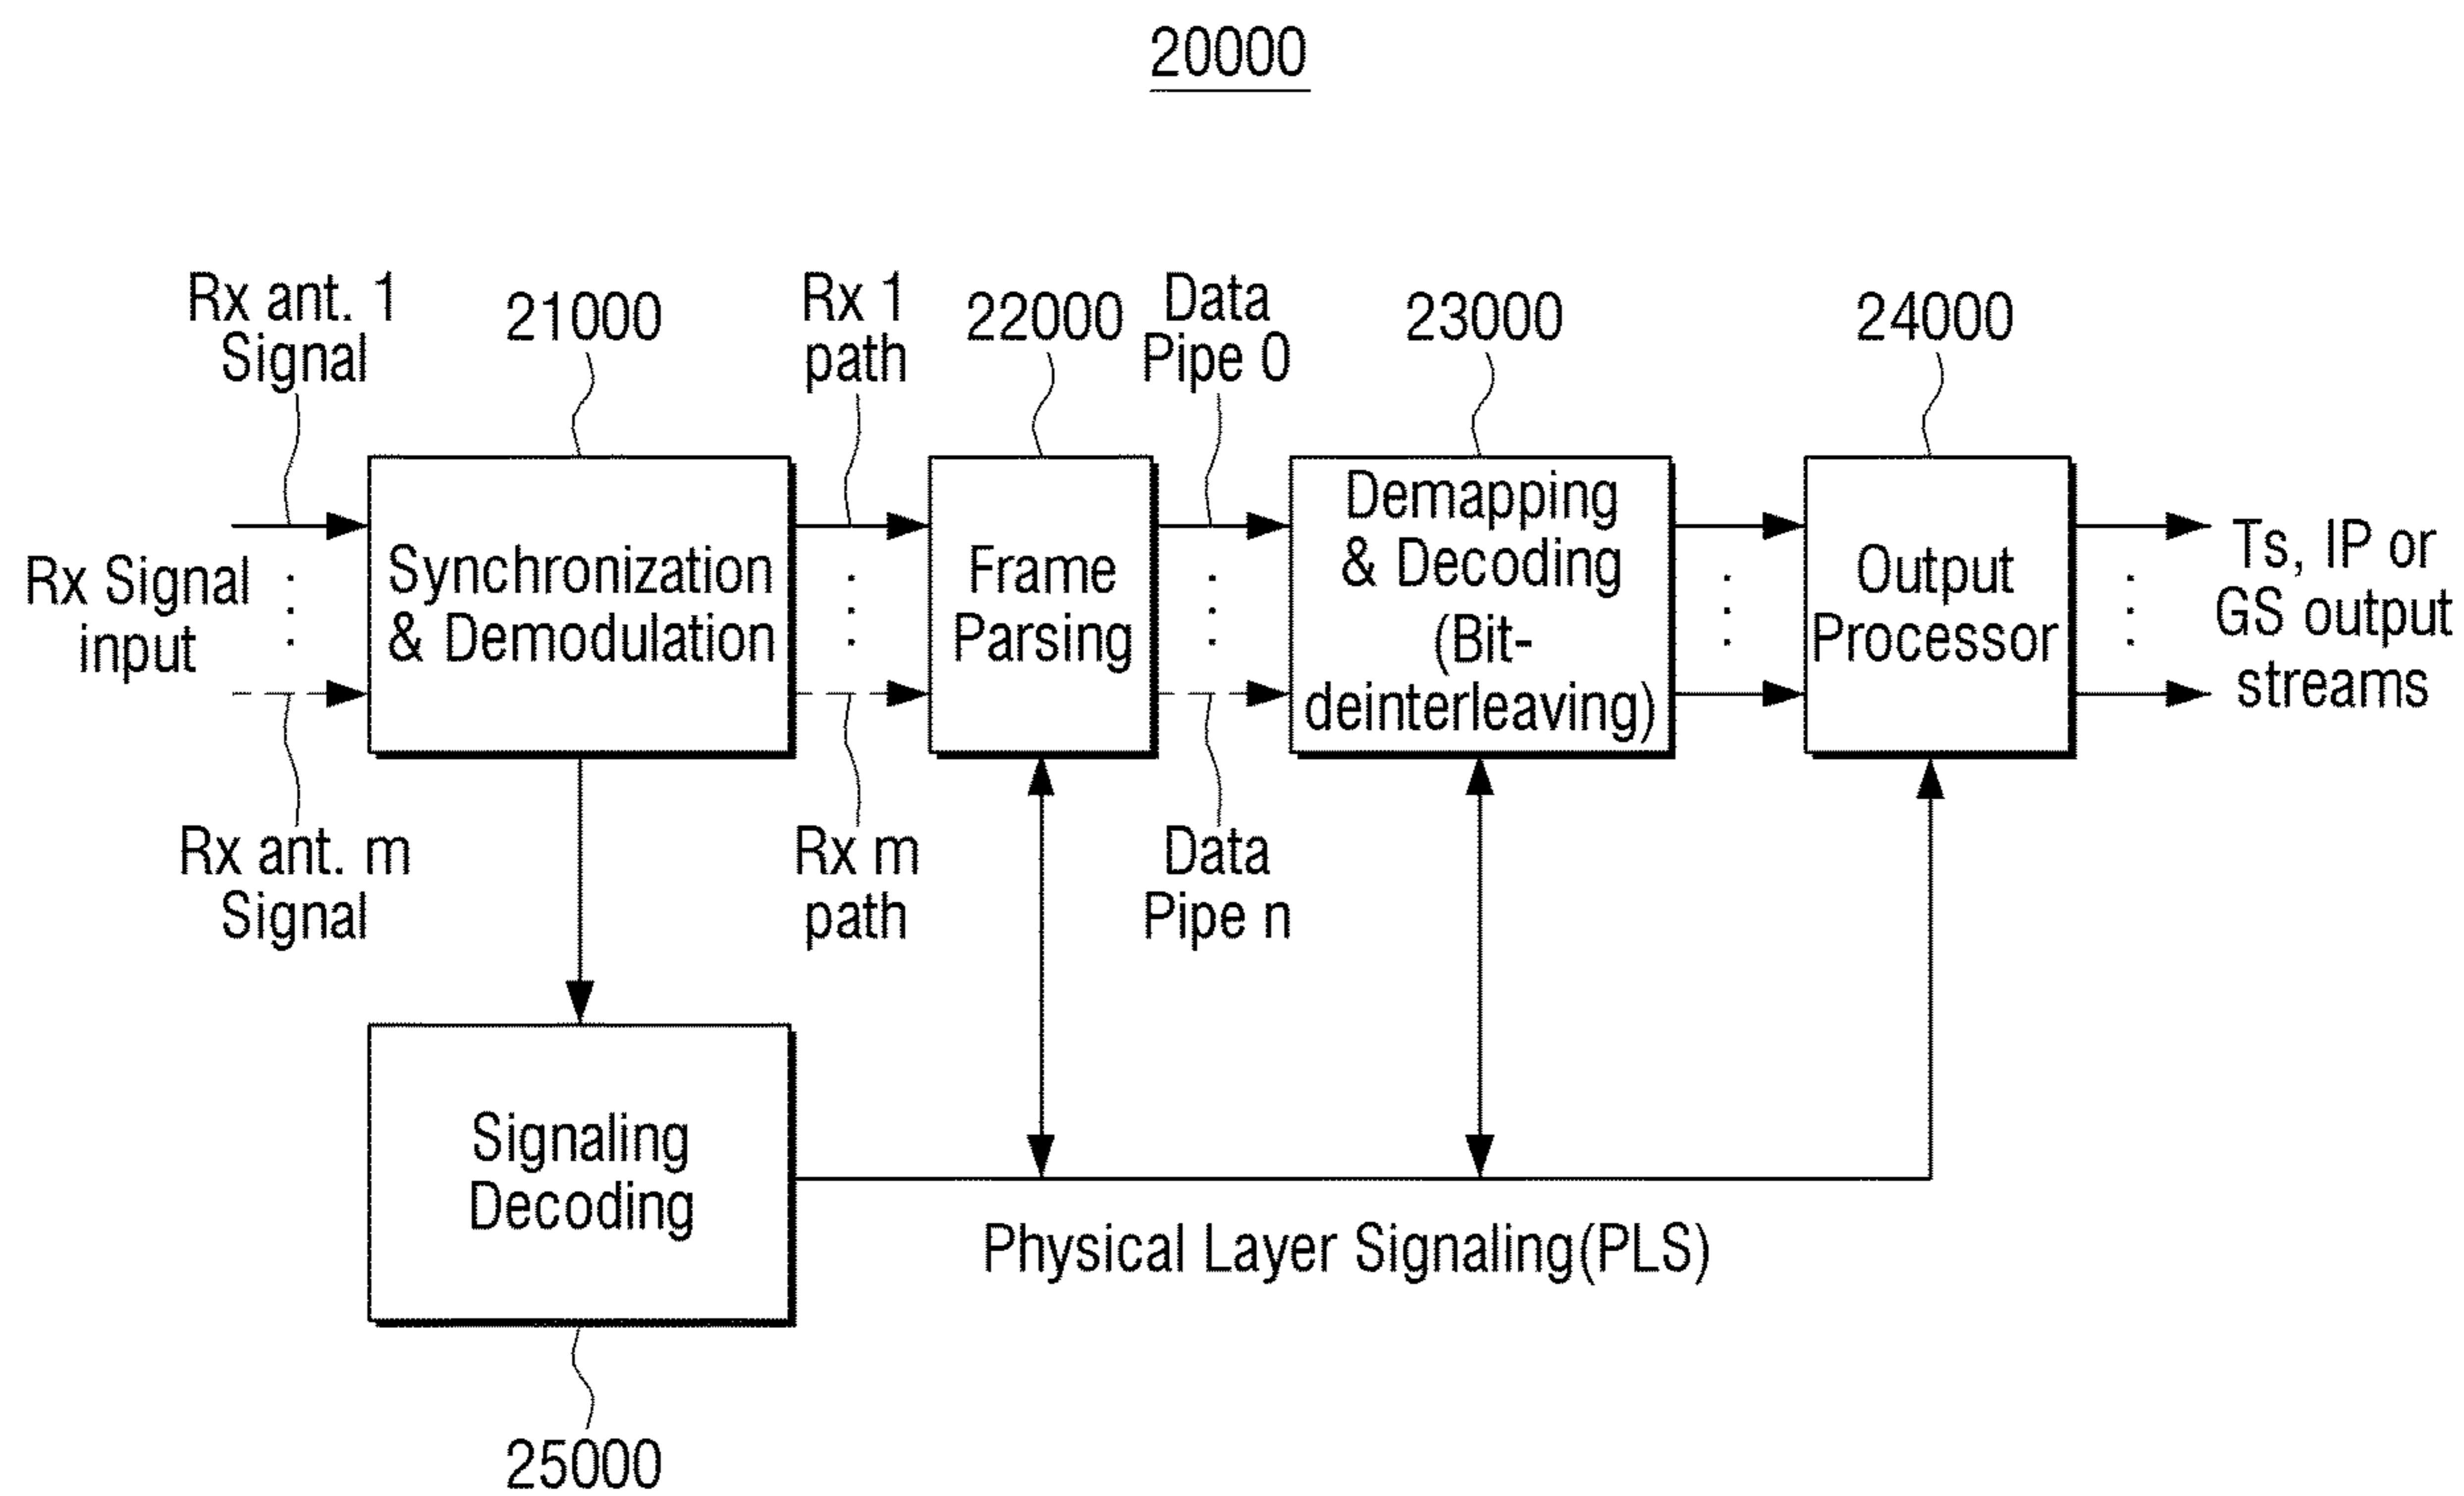 20000
Rx ant. 1
Signal
21000
Rx 1
path
22000
Data
Pipe 0
23000
24000
Rx Signal
input
Synchronization
& Demodulation
Frame
Parsing
Demapping
& Decoding
(Bit-
deinterleaving)
Output
Processor
Ts, IP or
GS output
streams
Rx ant. m
Signal
Rx m
path
Data
Pipe n
Signaling
Decoding
Physical Layer Signaling(PLS)
25000